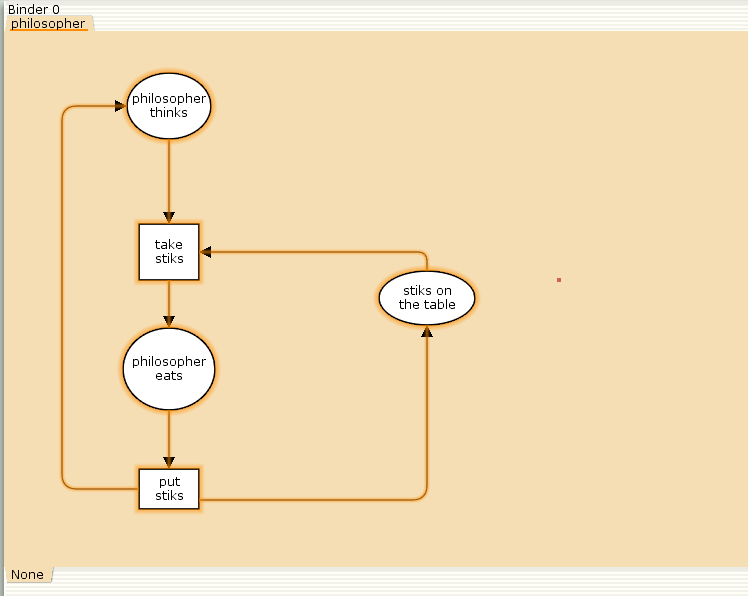 Binder 0
philosopher
philosopher
thinks
take
stiks
stiks on
the table
philosopher
eats
put
stiks
None